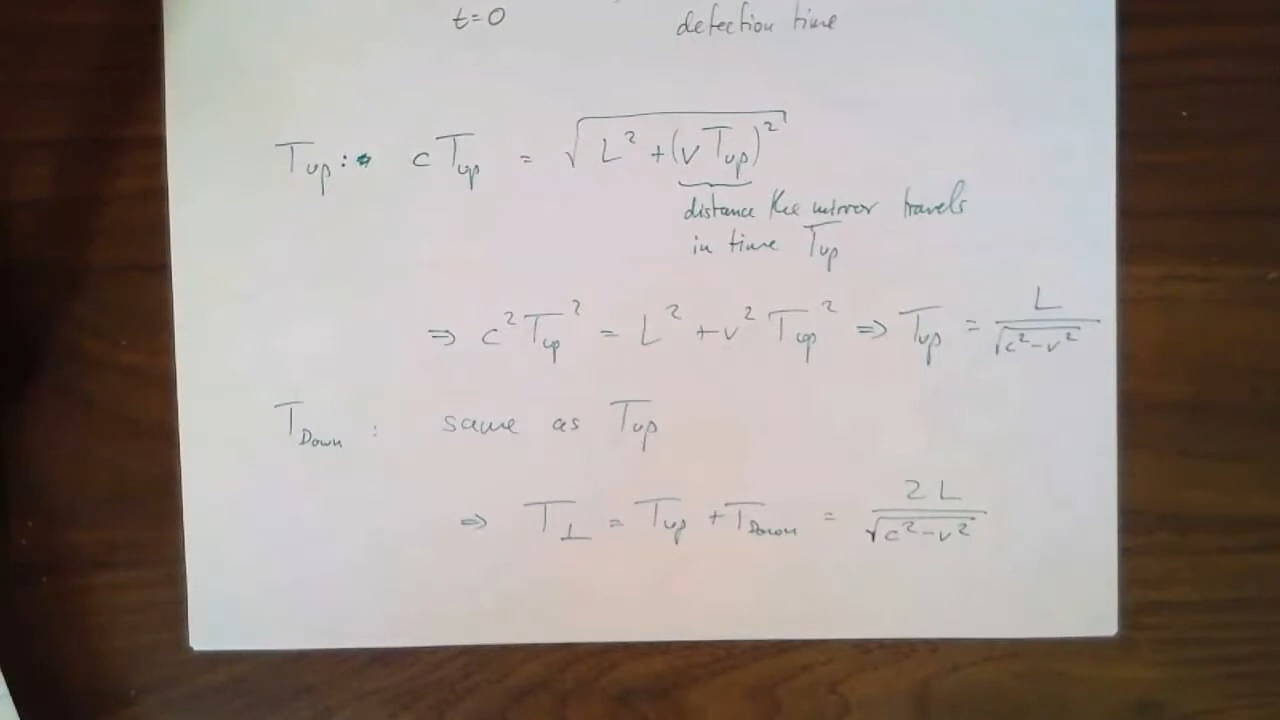 t=0 detection time
T_up: c T_up = √(L² + (v T_up)²)
distance the mirror travels
in time T_up
⇒ c² T_up² = L² + v² T_up² ⇒ T_up = L / √(c²-v²)
T_Down : same as T_up
⇒ T_⊥ = T_up + T_Down = 2L / √(c²-v²)